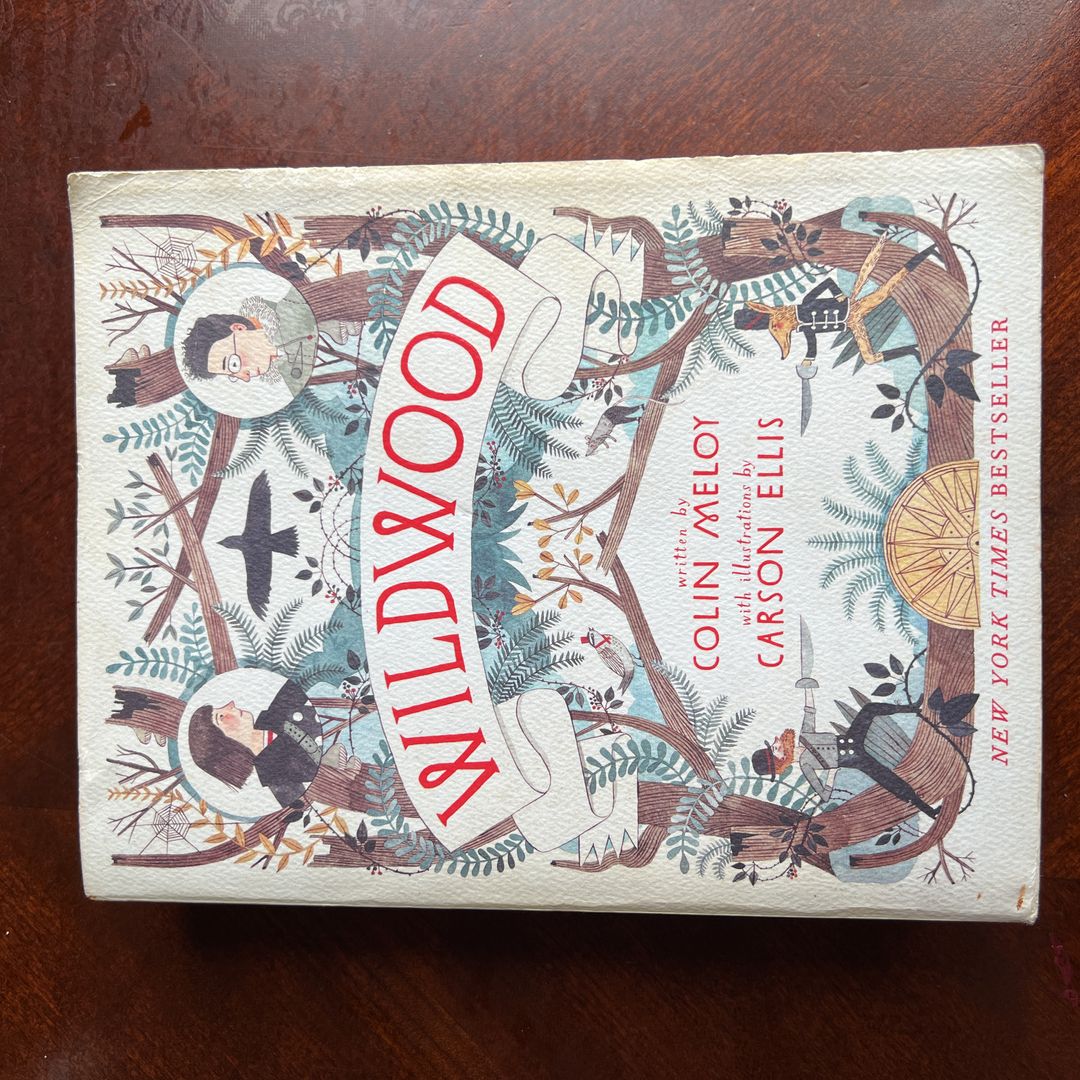 WILDWOOD
written by
COLIN MELOY
with illustrations by
CARSON ELLIS
NEW YORK TIMES BESTSELLER